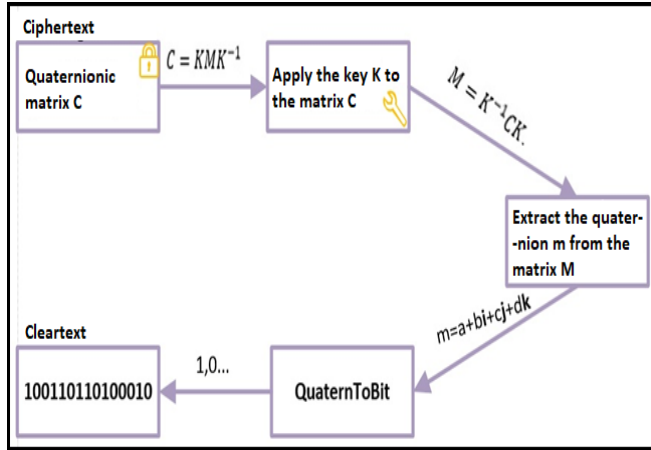 Ciphertext
Quaternionic
matrix C
C = KMK⁻¹
Apply the key K to
the matrix C
M = K⁻¹CK.
Extract the quater-
-nion m from the
matrix M
m=a+bi+cj+dk
QuaternToBit
1,0...
Cleartext
100110110100010